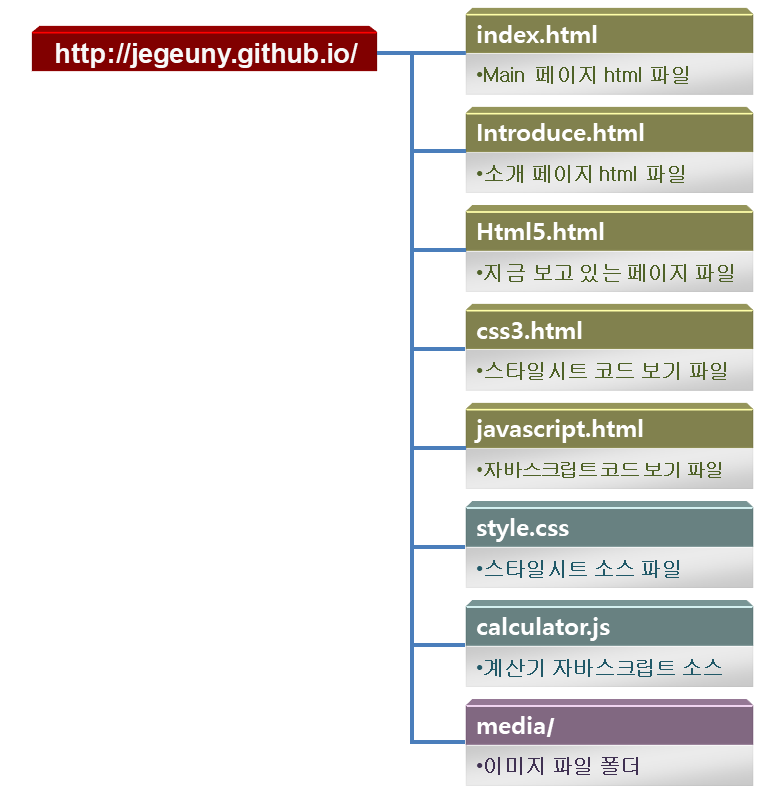 http://jegeuny.github.io/
index.html
•Main 페이지 html 파일
Introduce.html
•소개 페이지 html 파일
Html5.html
•지금 보고 있는 페이지 파일
css3.html
•스타일시트 코드 보기 파일
javascript.html
•자바스크립트 코드 보기 파일
style.css
•스타일시트 소스 파일
calculator.js
•계산기 자바스크립트 소스
media/
•이미지 파일 폴더